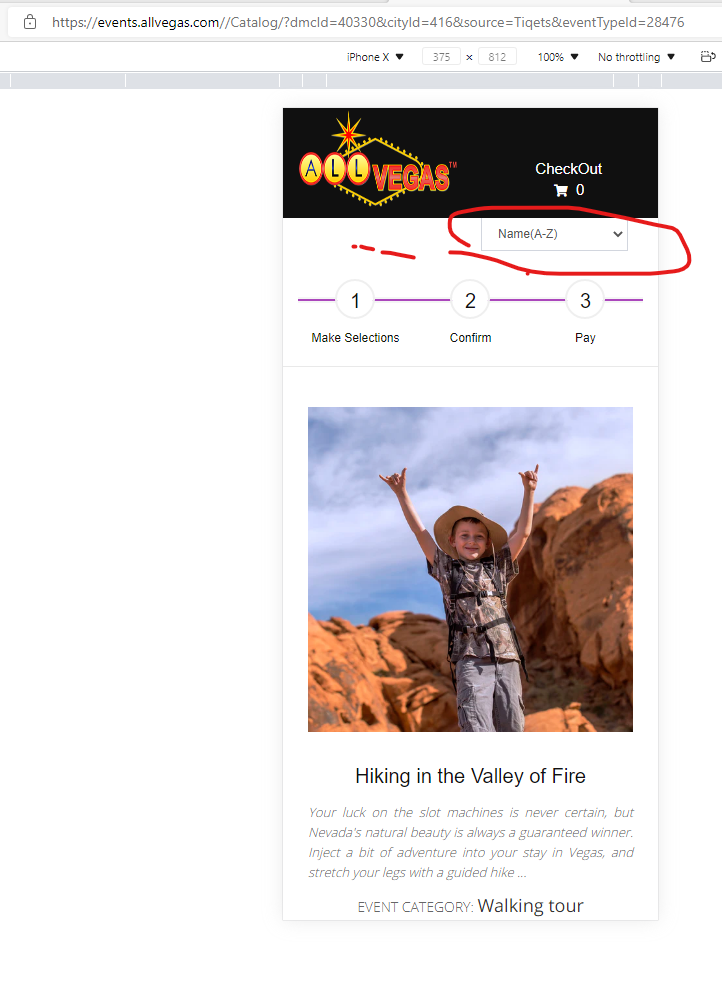 https://events.allvegas.com//Catalog/?dmcId=40330&cityId=416&source=Tiqets&eventTypeId=28476
iPhone X ▼ 375 x 812 100% ▼ No throttling ▼
ALL VEGAS™
CheckOut
0
Name(A-Z)
1 2 3
Make Selections Confirm Pay
Hiking in the Valley of Fire
Your luck on the slot machines is never certain, but
Nevada's natural beauty is always a guaranteed winner.
Inject a bit of adventure into your stay in Vegas, and
stretch your legs with a guided hike ...
EVENT CATEGORY: Walking tour